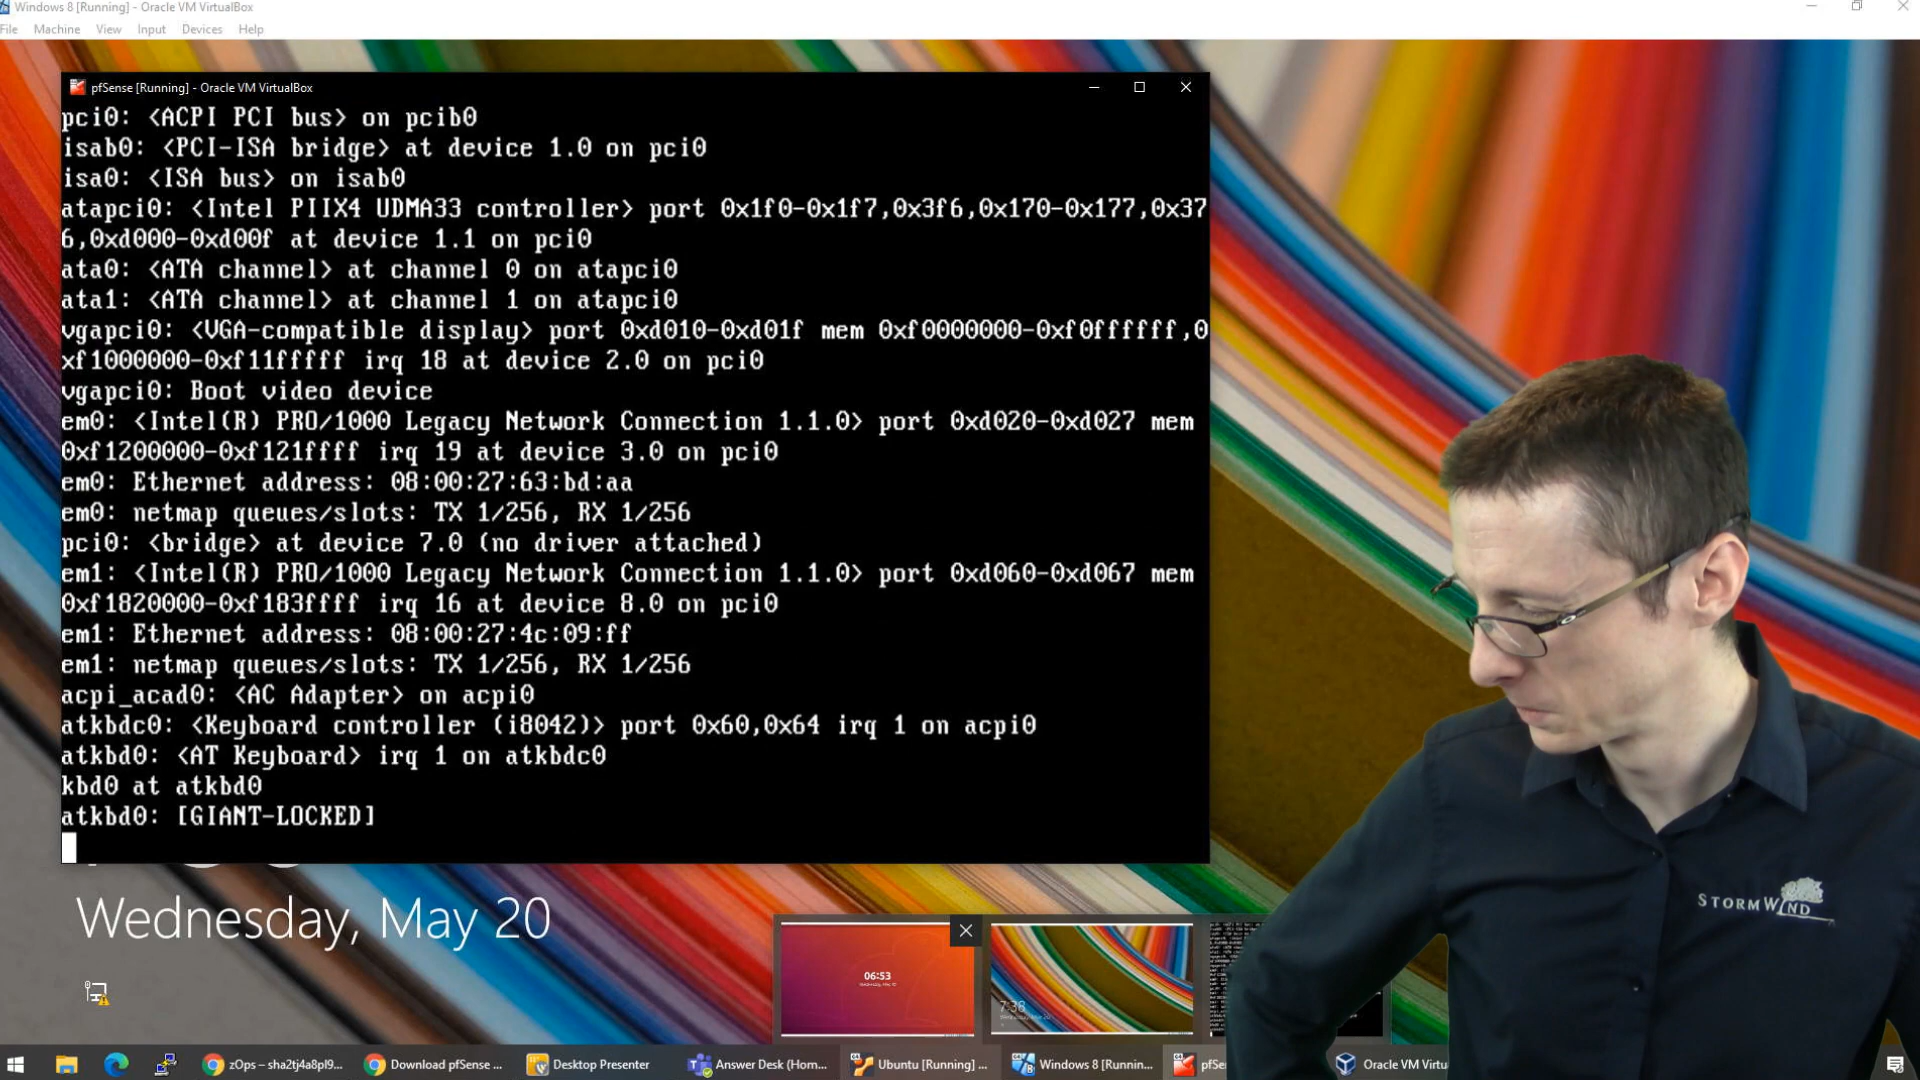 Windows 8 [Running] - Oracle VM VirtualBox
File Machine View Input Devices Help
pfSense [Running] - Oracle VM VirtualBox
pci0: <ACPI PCI bus> on pcib0
isab0: <PCI-ISA bridge> at device 1.0 on pci0
isa0: <ISA bus> on isab0
atapci0: <Intel PIIX4 UDMA33 controller> port 0x1f0-0x1f7,0x3f6,0x170-0x177,0x37
6,0xd000-0xd00f at device 1.1 on pci0
ata0: <ATA channel> at channel 0 on atapci0
ata1: <ATA channel> at channel 1 on atapci0
vgapci0: <VGA-compatible display> port 0xd010-0xd01f mem 0xf0000000-0xf0ffffff,0
xf1000000-0xf11fffff irq 18 at device 2.0 on pci0
vgapci0: Boot video device
em0: <Intel(R) PRO/1000 Legacy Network Connection 1.1.0> port 0xd020-0xd027 mem
0xf1200000-0xf121ffff irq 19 at device 3.0 on pci0
em0: Ethernet address: 08:00:27:63:bd:aa
em0: netmap queues/slots: TX 1/256, RX 1/256
pci0: <bridge> at device 7.0 (no driver attached)
em1: <Intel(R) PRO/1000 Legacy Network Connection 1.1.0> port 0xd060-0xd067 mem
0xf1820000-0xf183ffff irq 16 at device 8.0 on pci0
em1: Ethernet address: 08:00:27:4c:09:ff
em1: netmap queues/slots: TX 1/256, RX 1/256
acpi_acad0: <AC Adapter> on acpi0
atkbdc0: <Keyboard controller (i8042)> port 0x60,0x64 irq 1 on acpi0
atkbd0: <AT Keyboard> irq 1 on atkbdc0
kbd0 at atkbd0
atkbd0: [GIANT-LOCKED]
STORMWIND
Wednesday, May 20
06:53
7:38
zOps – sha2tj4a8pl9... Download pfSense ... Desktop Presenter Answer Desk (Hom... Ubuntu [Running] ... Windows 8 [Runnin... pfSe Oracle VM Virtu